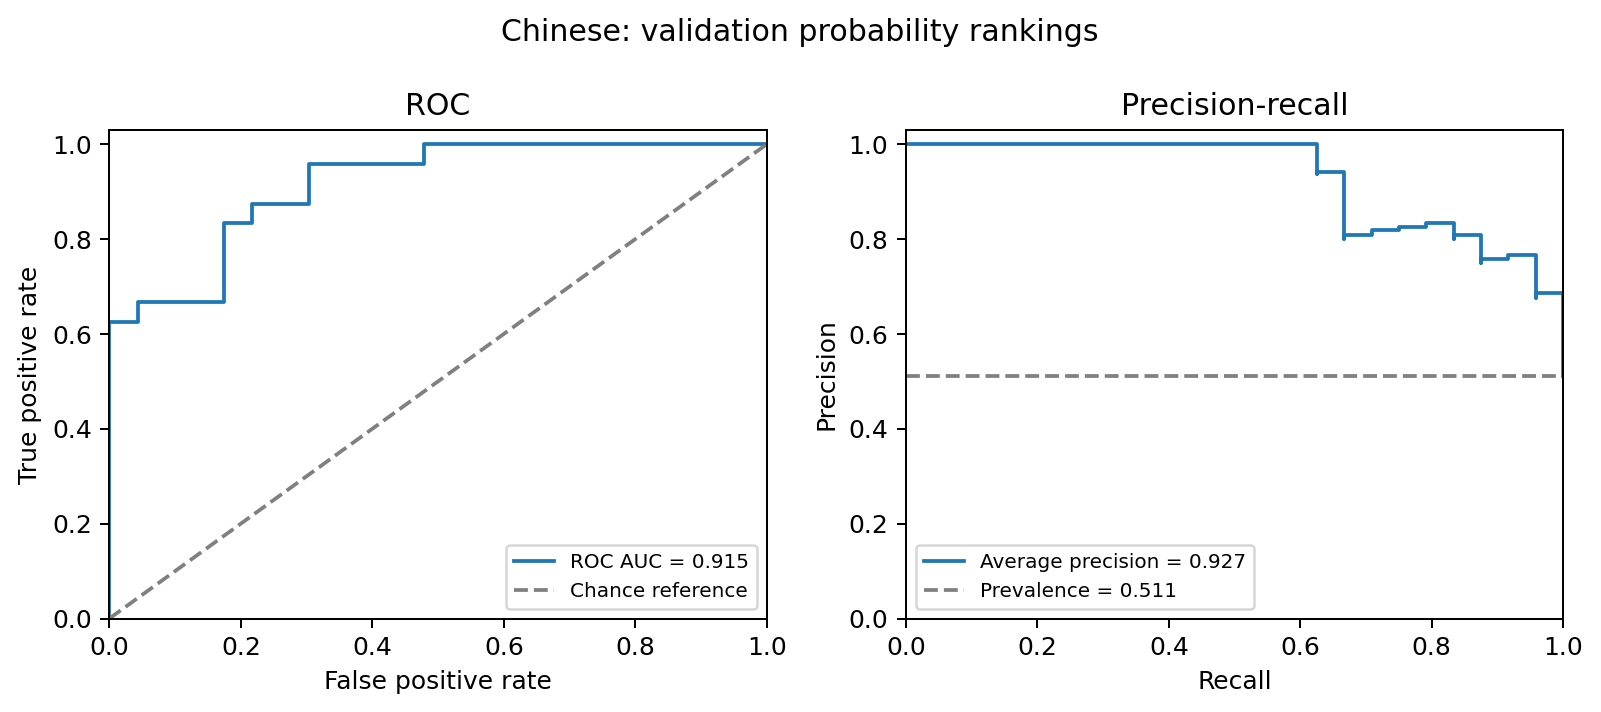 Chinese: validation probability rankings
ROC
True positive rate
1.0
0.8
0.6
0.4
0.2
0.0
0.0 0.2 0.4 0.6 0.8 1.0
False positive rate
ROC AUC = 0.915
Chance reference
Precision-recall
Precision
1.0
0.8
0.6
0.4
0.2
0.0
0.0 0.2 0.4 0.6 0.8 1.0
Recall
Average precision = 0.927
Prevalence = 0.511